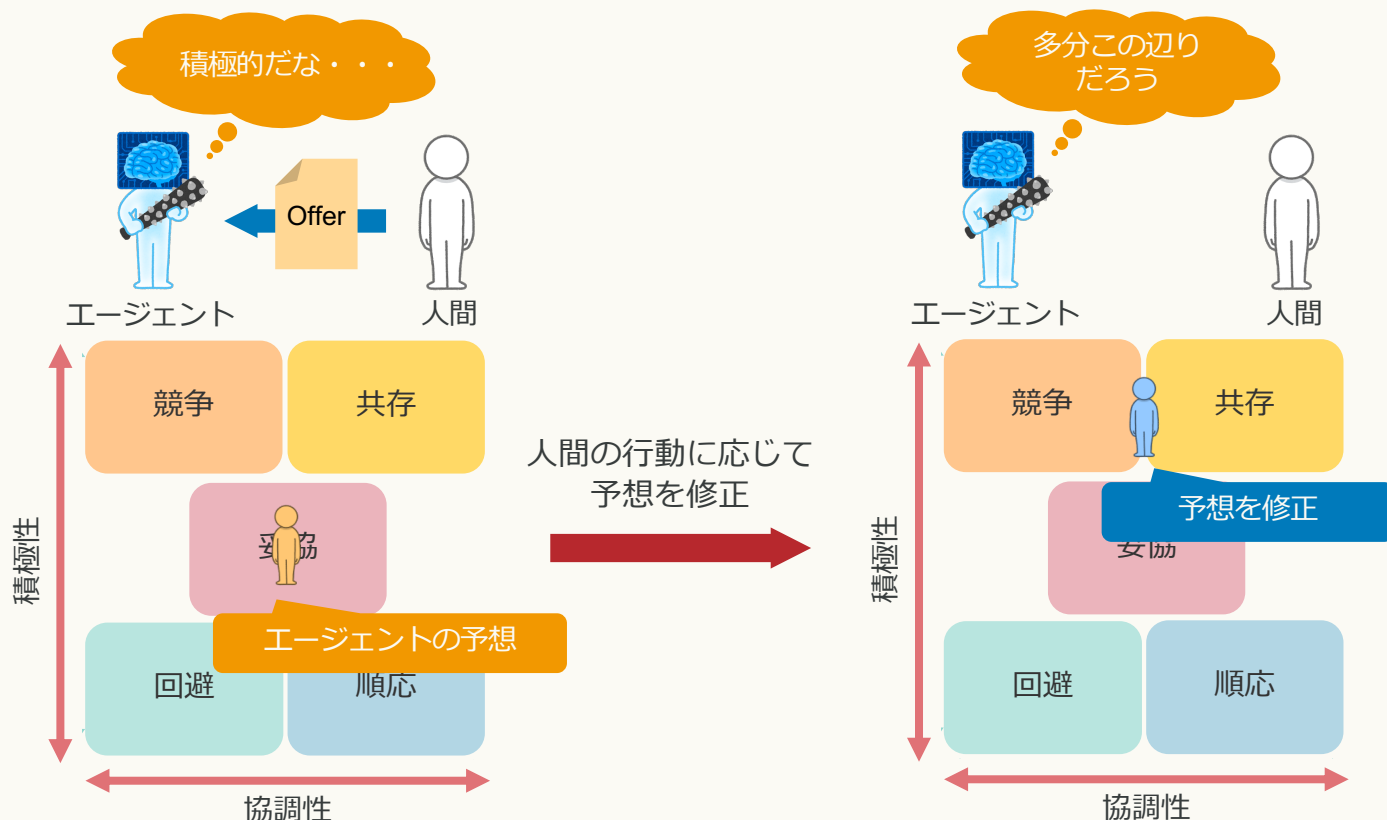 積極的だな・・・
Offer
エージェント
人間
競争
共存
妥協
エージェントの予想
回避
順応
積極性
協調性
人間の行動に応じて
予想を修正
多分この辺り
だろう
エージェント
人間
競争
共存
予想を修正
妥協
回避
順応
積極性
協調性